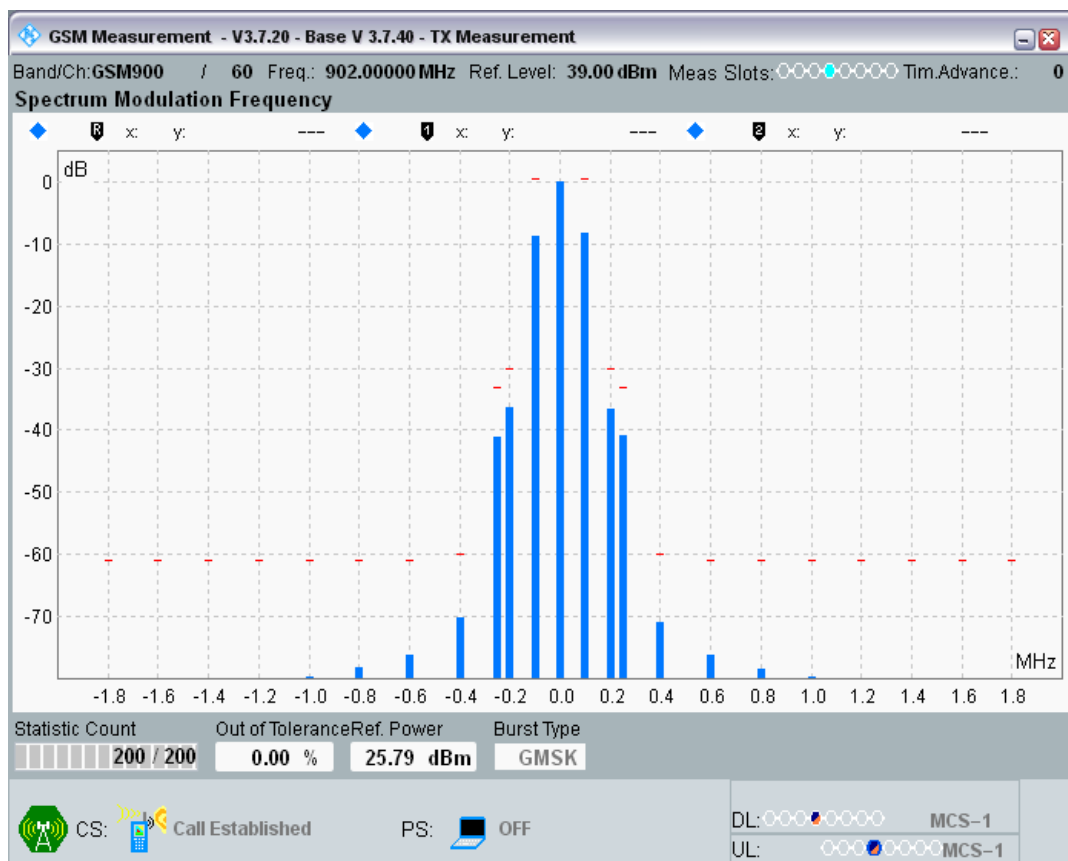 GSM Measurement - V3.7.20 - Base V 3.7.40 - TX Measurement
Band/Ch:GSM900 / 60 Freq.: 902.00000 MHz Ref. Level: 39.00 dBm Meas Slots: Tim.Advance.: 0
Spectrum Modulation Frequency
R x: y: --- 1 x: y: --- 2 x: y: ---
dB
0
-10
-20
-30
-40
-50
-60
-70
MHz
-1.8 -1.6 -1.4 -1.2 -1.0 -0.8 -0.6 -0.4 -0.2 0.0 0.2 0.4 0.6 0.8 1.0 1.2 1.4 1.6 1.8
Statistic Count Out of Tolerance Ref. Power Burst Type
200 / 200 0.00 % 25.79 dBm GMSK
CS: Call Established PS: OFF
DL: MCS-1
UL: MCS-1